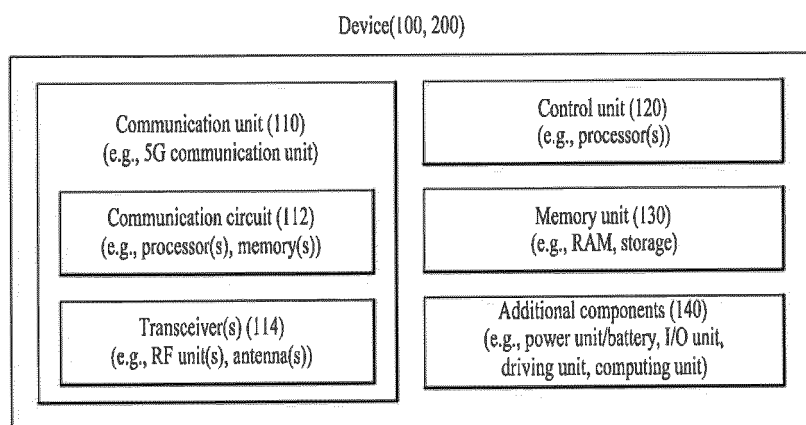 Device(100, 200)
Communication unit (110)
(e.g., 5G communication unit)
Communication circuit (112)
(e.g., processor(s), memory(s))
Transceiver(s) (114)
(e.g., RF unit(s), antenna(s))
Control unit (120)
(e.g., processor(s))
Memory unit (130)
(e.g., RAM, storage)
Additional components (140)
(e.g., power unit/battery, I/O unit,
driving unit, computing unit)